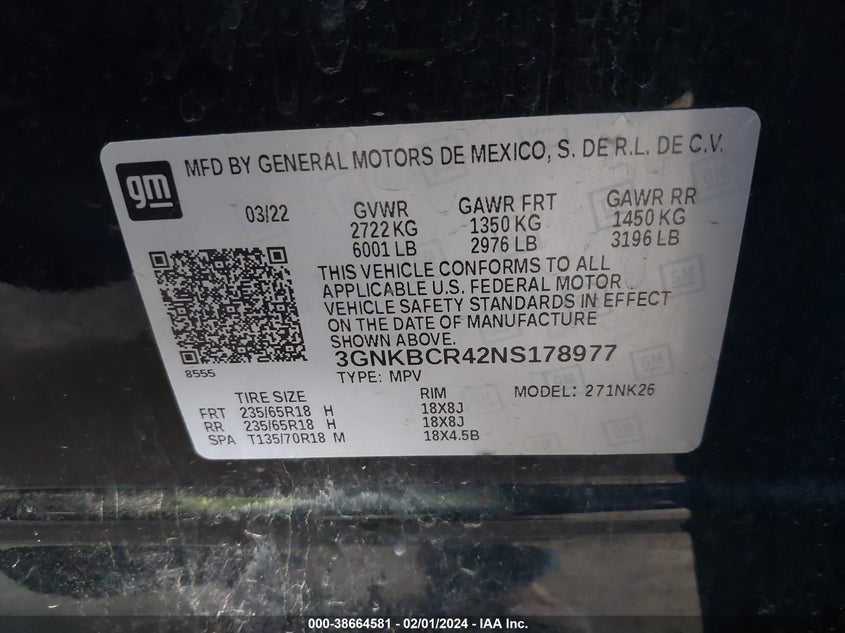 gm
MFD BY GENERAL MOTORS DE MEXICO, S. DE R.L. DE C.V.
03/22 GVWR GAWR FRT GAWR RR
2722 KG 1350 KG 1450 KG
6001 LB 2976 LB 3196 LB
THIS VEHICLE CONFORMS TO ALL
APPLICABLE U.S. FEDERAL MOTOR
VEHICLE SAFETY STANDARDS IN EFFECT
ON THE DATE OF MANUFACTURE
SHOWN ABOVE.
8555
3GNKBCR42NS178977
TYPE: MPV MODEL: 271NK26
TIRE SIZE RIM
FRT 235/65R18 H 18X8J
RR 235/65R18 H 18X8J
SPA T135/70R18 M 18X4.5B
000-38664581 - 02/01/2024 - IAA Inc.